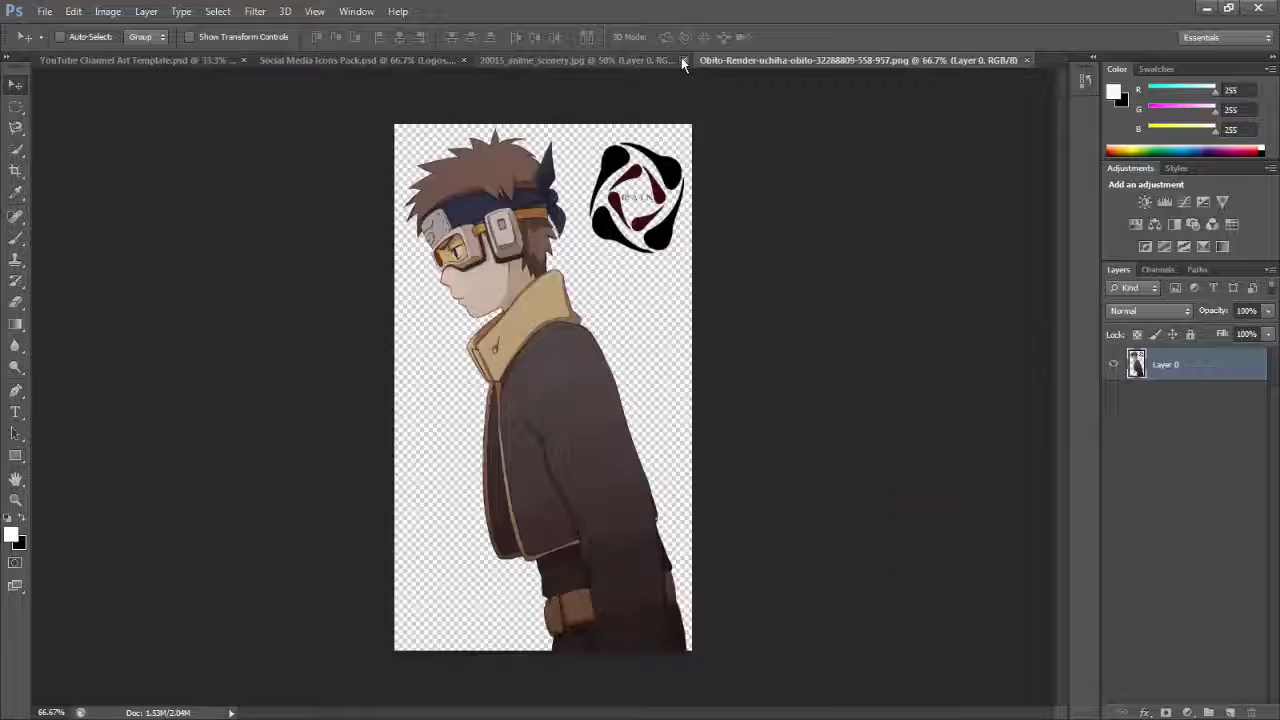 Ps File Edit Image Layer Type Select Filter 3D View Window Help
Auto-Select: Group Show Transform Controls 3D Mode: Essentials
YouTube Channel Art Template.psd @ 33.3% ... × Social Media Icons Pack.psd @ 66.7% (Logos,... × 20015_anime_scenery.jpg @ 50% (Layer 0, RG... × Obito-Render-uchiha-obito-32288809-558-957.png @ 66.7% (Layer 0, RGB/8) ×
Color Swatches
R 255
G 255
B 255
Adjustments Styles
Add an adjustment
Layers Channels Paths
Kind
Normal Opacity: 100%
Lock: Fill: 100%
Layer 0
66.67% Doc: 1.53M/2.04M